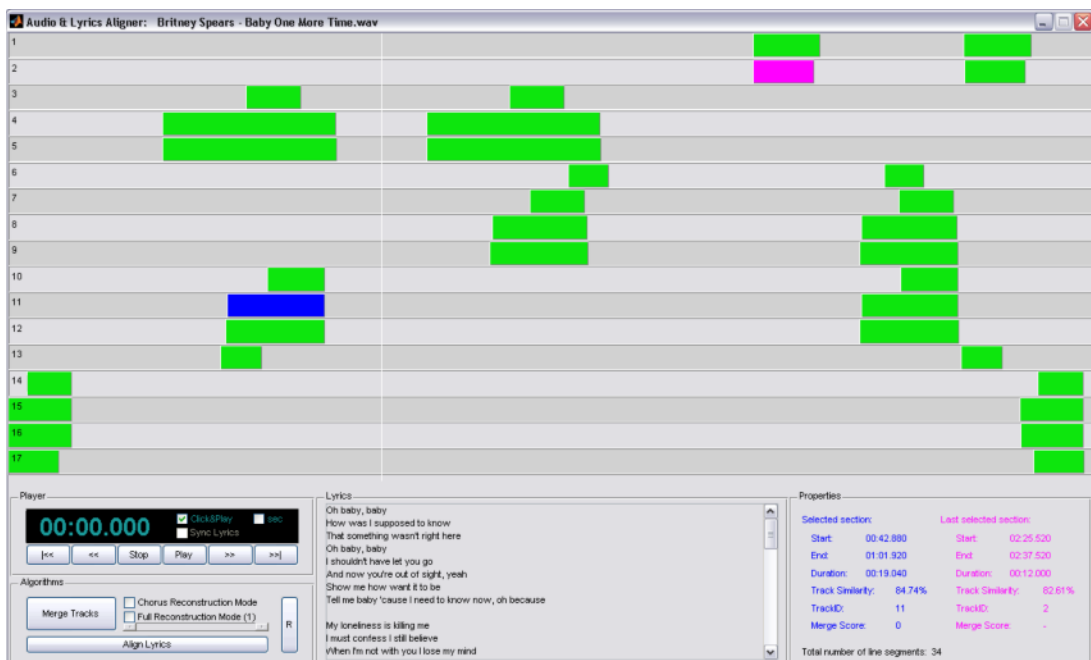 Audio & Lyrics Aligner: Britney Spears - Baby One More Time.wav
1
2
3
4
5
6
7
8
9
10
11
12
13
14
15
16
17
Player
00:00.000
Click&Play
sec
Sync Lyrics
|<<
<<
Stop
Play
>>
>>|
Algorithms
Merge Tracks
Chorus Reconstruction Mode
Full Reconstruction Mode (1)
R
Align Lyrics
Lyrics
Oh baby, baby
How was I supposed to know
That something wasn't right here
Oh baby, baby
I shouldn't have let you go
And now you're out of sight, yeah
Show me how want it to be
Tell me baby 'cause I need to know now, oh because
My loneliness is killing me
I must confess I still believe
When I'm not with you I lose my mind
Properties
Selected section:
Start: 00:42.880
End: 01:01.920
Duration: 00:19.040
Track Similarity: 84.74%
TrackID: 11
Merge Score: 0
Last selected section:
Start: 02:25.520
End: 02:37.520
Duration: 00:12.000
Track Similarity: 82.61%
TrackID: 2
Merge Score: -
Total number of line segments: 34